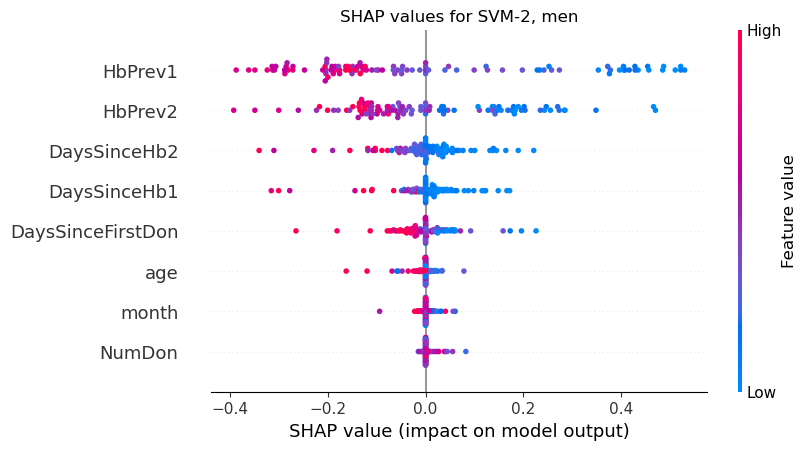 SHAP values for SVM-2, men
High
HbPrev1
HbPrev2
DaysSinceHb2
DaysSinceHb1
DaysSinceFirstDon
age
month
NumDon
Feature value
Low
−0.4 −0.2 0.0 0.2 0.4
SHAP value (impact on model output)